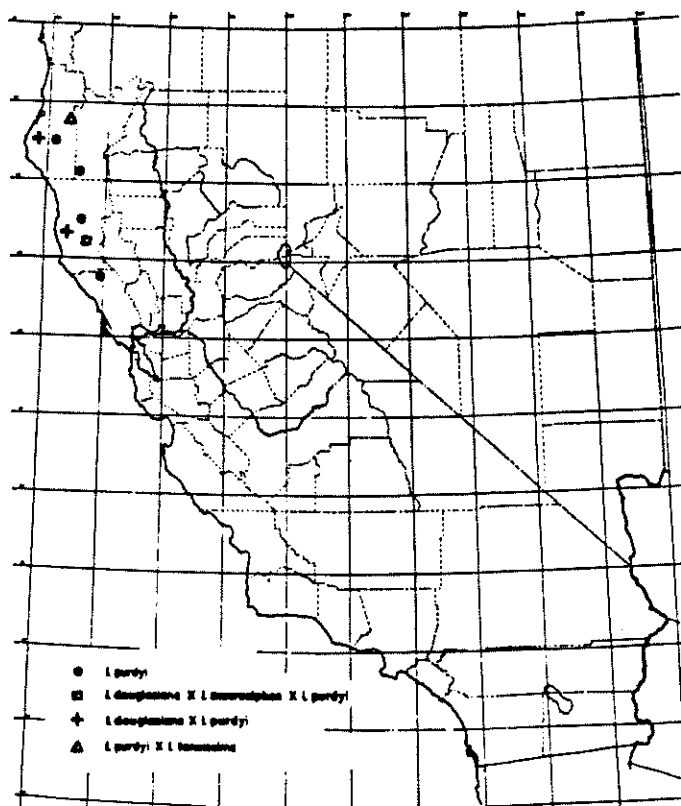 I. purdyi
I. douglasiana X I. macrosiphon X I. purdyi
I. douglasiana X I. purdyi
I. purdyi X I. tenuissima